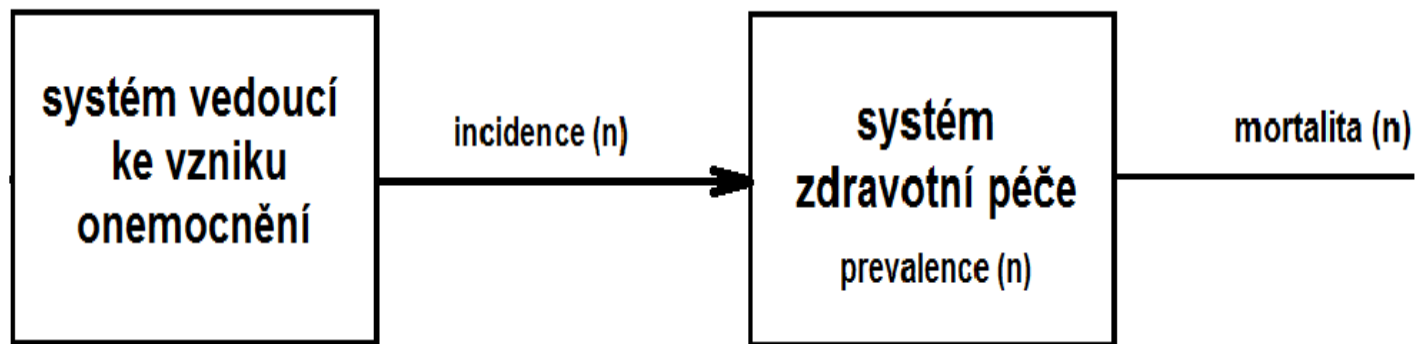 systém vedoucí
ke vzniku
onemocnění
incidence (n)
systém
zdravotní péče
prevalence (n)
mortalita (n)